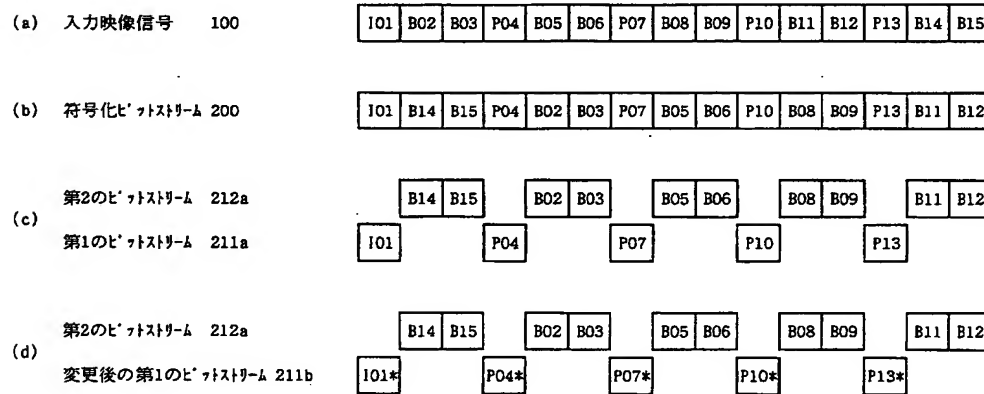 (a) 入力映像信号 100 I01 B02 B03 P04 B05 B06 P07 B08 B09 P10 B11 B12 P13 B14 B15
(b) 符号化ﾋﾞｯﾄｽﾄﾘｰﾑ 200 I01 B14 B15 P04 B02 B03 P07 B05 B06 P10 B08 B09 P13 B11 B12
(c)
第2のﾋﾞｯﾄｽﾄﾘｰﾑ 212a B14 B15 B02 B03 B05 B06 B08 B09 B11 B12
第1のﾋﾞｯﾄｽﾄﾘｰﾑ 211a I01 P04 P07 P10 P13
(d)
第2のﾋﾞｯﾄｽﾄﾘｰﾑ 212a B14 B15 B02 B03 B05 B06 B08 B09 B11 B12
変更後の第1のﾋﾞｯﾄｽﾄﾘｰﾑ 211b I01* P04* P07* P10* P13*